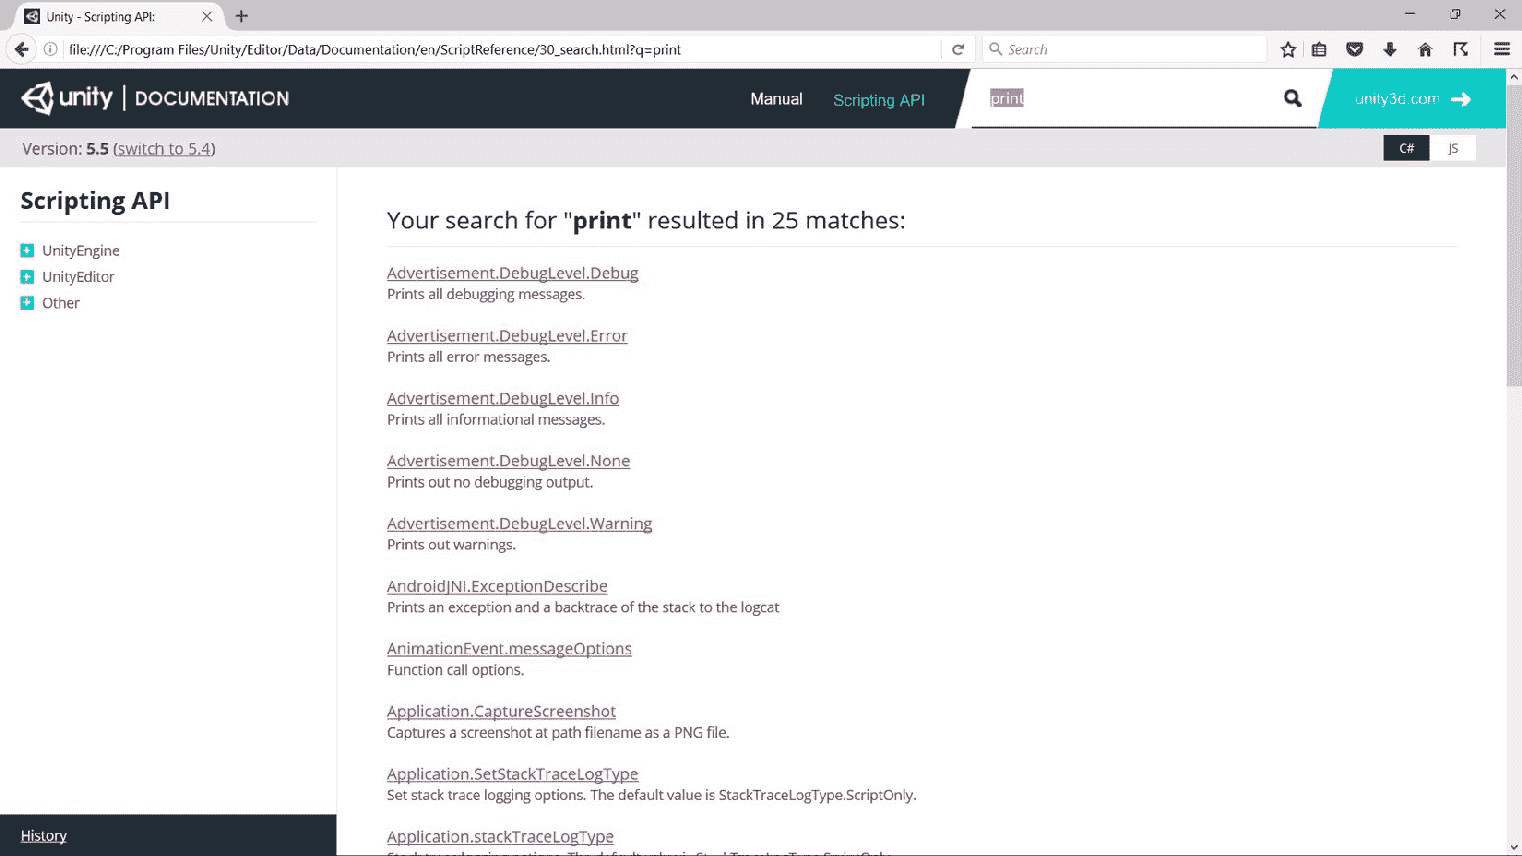 Unity - Scripting API:
file:///C:/Program Files/Unity/Editor/Data/Documentation/en/ScriptReference/30_search.html?q=print
Search
unity | DOCUMENTATION
Manual
Scripting API
print
unity3d.com
Version: 5.5 (switch to 5.4)
C#
JS
Scripting API
UnityEngine
UnityEditor
Other
History
Your search for "print" resulted in 25 matches:
Advertisement.DebugLevel.Debug
Prints all debugging messages.
Advertisement.DebugLevel.Error
Prints all error messages.
Advertisement.DebugLevel.Info
Prints all informational messages.
Advertisement.DebugLevel.None
Prints out no debugging output.
Advertisement.DebugLevel.Warning
Prints out warnings.
AndroidJNI.ExceptionDescribe
Prints an exception and a backtrace of the stack to the logcat
AnimationEvent.messageOptions
Function call options.
Application.CaptureScreenshot
Captures a screenshot at path filename as a PNG file.
Application.SetStackTraceLogType
Set stack trace logging options. The default value is StackTraceLogType.ScriptOnly.
Application.stackTraceLogType